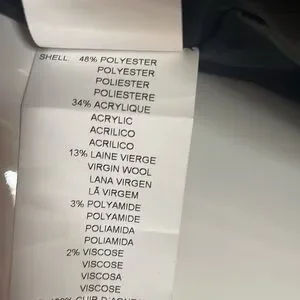 SHELL: 48% POLYESTER
POLYESTER
POLIESTER
POLIESTERE
34% ACRYLIQUE
ACRYLIC
ACRILICO
ACRILICO
13% LAINE VIERGE
VIRGIN WOOL
LANA VIRGEN
LÃ VIRGEM
3% POLYAMIDE
POLYAMIDE
POLIAMIDA
POLIAMIDA
2% VISCOSE
VISCOSE
VISCOSA
VISCOSE